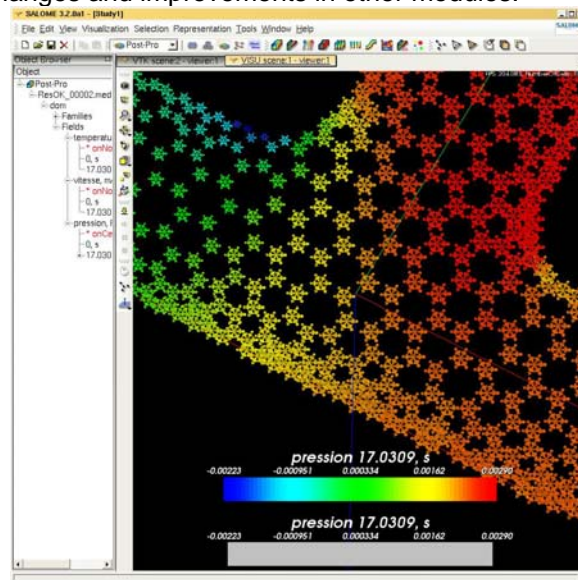 anges and improvements in other modules.
SALOME 3.2.0a1 - [Study1]
File Edit View Visualization Selection Representation Tools Window Help
Post-Pro
Object Browser
VTK scene:2 - viewer:1
VISU scene:1 - viewer:1
Object
Post-Pro
ResOK_00002.med
dom
Families
Fields
temperatu
* onNo
0, s
17.030
vitesse, m
* onNo
0, s
17.030
pression, 
* onCe
0, s
17.030
pression 17.0309, s
-0.00223 -0.000951 0.000334 0.00162 0.00290
pression 17.0309, s
-0.00223 -0.000951 0.000334 0.00162 0.00290